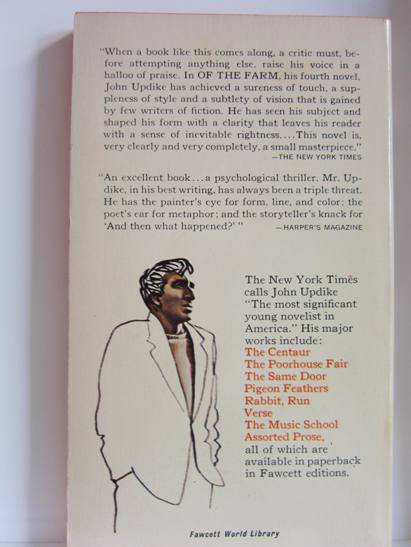 "When a book like this comes along, a critic must, be-
fore attempting anything else, raise his voice in a
halloo of praise. In OF THE FARM, his fourth novel,
John Updike has achieved a sureness of touch, a sup-
pleness of style and a subtlety of vision that is gained
by few writers of fiction. He has seen his subject and
shaped his form with a clarity that leaves his reader
with a sense of inevitable rightness....This novel is,
very clearly and very completely, a small masterpiece."
—THE NEW YORK TIMES
"An excellent book...a psychological thriller. Mr. Up-
dike, in his best writing, has always been a triple threat.
He has the painter's eye for form, line, and color; the
poet's ear for metaphor; and the storyteller's knack for
'And then what happened?' " —HARPER'S MAGAZINE
The New York Times
calls John Updike
"The most significant
young novelist in
America." His major
works include:
The Centaur
The Poorhouse Fair
The Same Door
Pigeon Feathers
Rabbit, Run
Verse
The Music School
Assorted Prose,
all of which are
available in paperback
in Fawcett editions.
Fawcett World Library